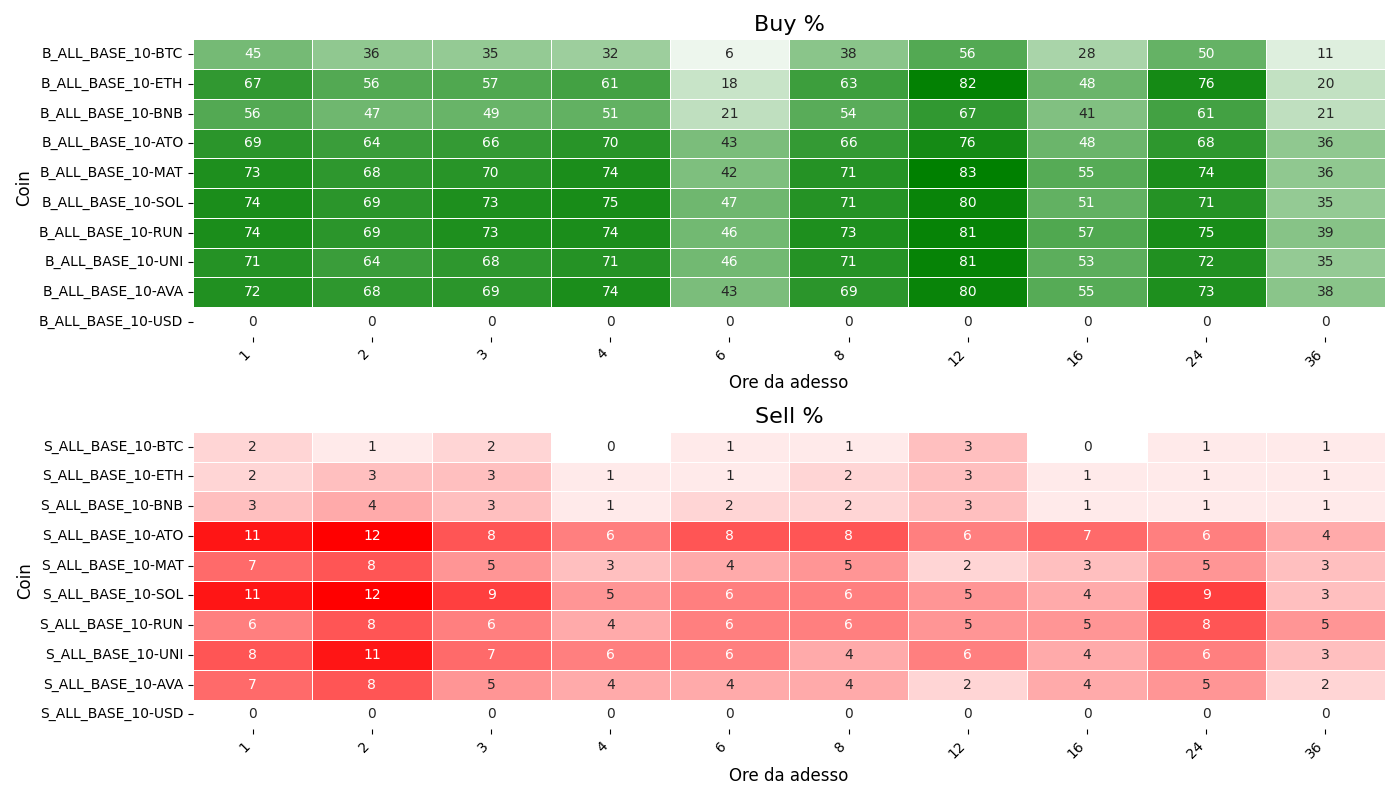 Buy %
Coin
B_ALL_BASE_10-BTC 45 36 35 32 6 38 56 28 50 11
B_ALL_BASE_10-ETH 67 56 57 61 18 63 82 48 76 20
B_ALL_BASE_10-BNB 56 47 49 51 21 54 67 41 61 21
B_ALL_BASE_10-ATO 69 64 66 70 43 66 76 48 68 36
B_ALL_BASE_10-MAT 73 68 70 74 42 71 83 55 74 36
B_ALL_BASE_10-SOL 74 69 73 75 47 71 80 51 71 35
B_ALL_BASE_10-RUN 74 69 73 74 46 73 81 57 75 39
B_ALL_BASE_10-UNI 71 64 68 71 46 71 81 53 72 35
B_ALL_BASE_10-AVA 72 68 69 74 43 69 80 55 73 38
B_ALL_BASE_10-USD 0 0 0 0 0 0 0 0 0 0
1 2 3 4 6 8 12 16 24 36
Ore da adesso
Sell %
Coin
S_ALL_BASE_10-BTC 2 1 2 0 1 1 3 0 1 1
S_ALL_BASE_10-ETH 2 3 3 1 1 2 3 1 1 1
S_ALL_BASE_10-BNB 3 4 3 1 2 2 3 1 1 1
S_ALL_BASE_10-ATO 11 12 8 6 8 8 6 7 6 4
S_ALL_BASE_10-MAT 7 8 5 3 4 5 2 3 5 3
S_ALL_BASE_10-SOL 11 12 9 5 6 6 5 4 9 3
S_ALL_BASE_10-RUN 6 8 6 4 6 6 5 5 8 5
S_ALL_BASE_10-UNI 8 11 7 6 6 4 6 4 6 3
S_ALL_BASE_10-AVA 7 8 5 4 4 4 2 4 5 2
S_ALL_BASE_10-USD 0 0 0 0 0 0 0 0 0 0
1 2 3 4 6 8 12 16 24 36
Ore da adesso